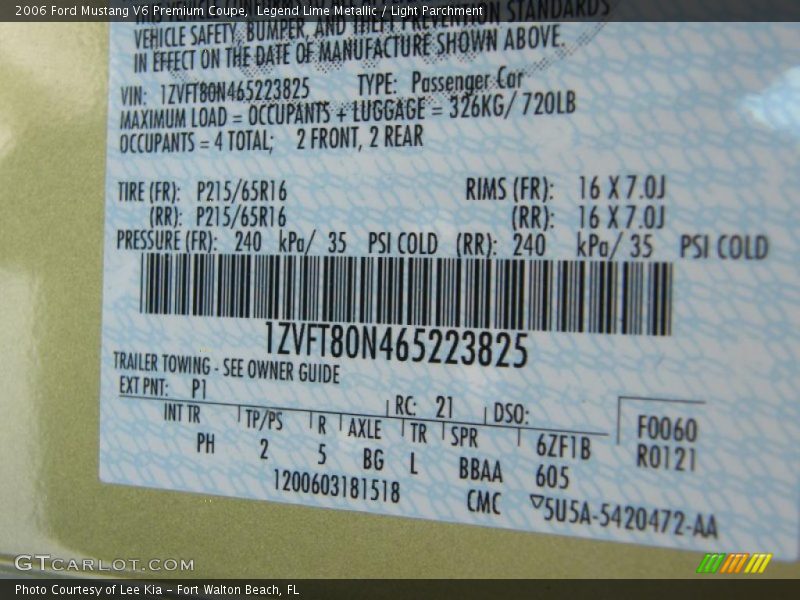 2006 Ford Mustang V6 Premium Coupe, Legend Lime Metallic / Light Parchment
THIS VEHICLE STANDARDS
VEHICLE SAFETY, BUMPER, AND THEFT PREVENTION
IN EFFECT ON THE DATE OF MANUFACTURE SHOWN ABOVE.
VIN: 1ZVFT80N465223825 TYPE: Passenger Car
MAXIMUM LOAD = OCCUPANTS + LUGGAGE = 326KG/ 720LB
OCCUPANTS = 4 TOTAL; 2 FRONT, 2 REAR
TIRE (FR): P215/65R16 RIMS (FR): 16 X 7.0J
(RR): P215/65R16 (RR): 16 X 7.0J
PRESSURE (FR): 240 kPa/ 35 PSI COLD (RR): 240 kPa/ 35 PSI COLD
1ZVFT80N465223825
TRAILER TOWING - SEE OWNER GUIDE
EXT PNT: P1 RC: 21 DSO: F0060
INT TR TP/PS R AXLE TR SPR 6ZF1B R0121
PH 2 5 BG L BBAA 605
1200603181518 CMC ▽5U5A-5420472-AA
GTCARLOT.COM
Photo Courtesy of Lee Kia – Fort Walton Beach, FL